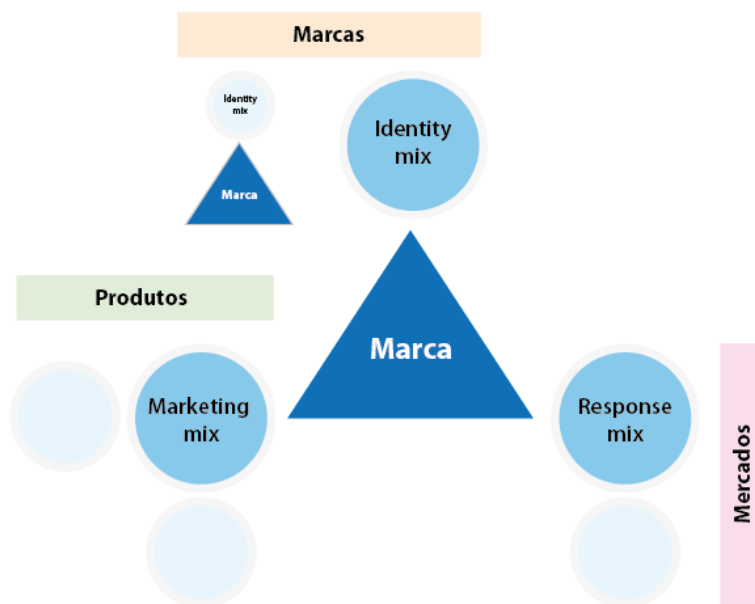 Marcas
Identity
mix
Marca
Identity
mix
Produtos
Marca
Marketing
mix
Response
mix
Mercados